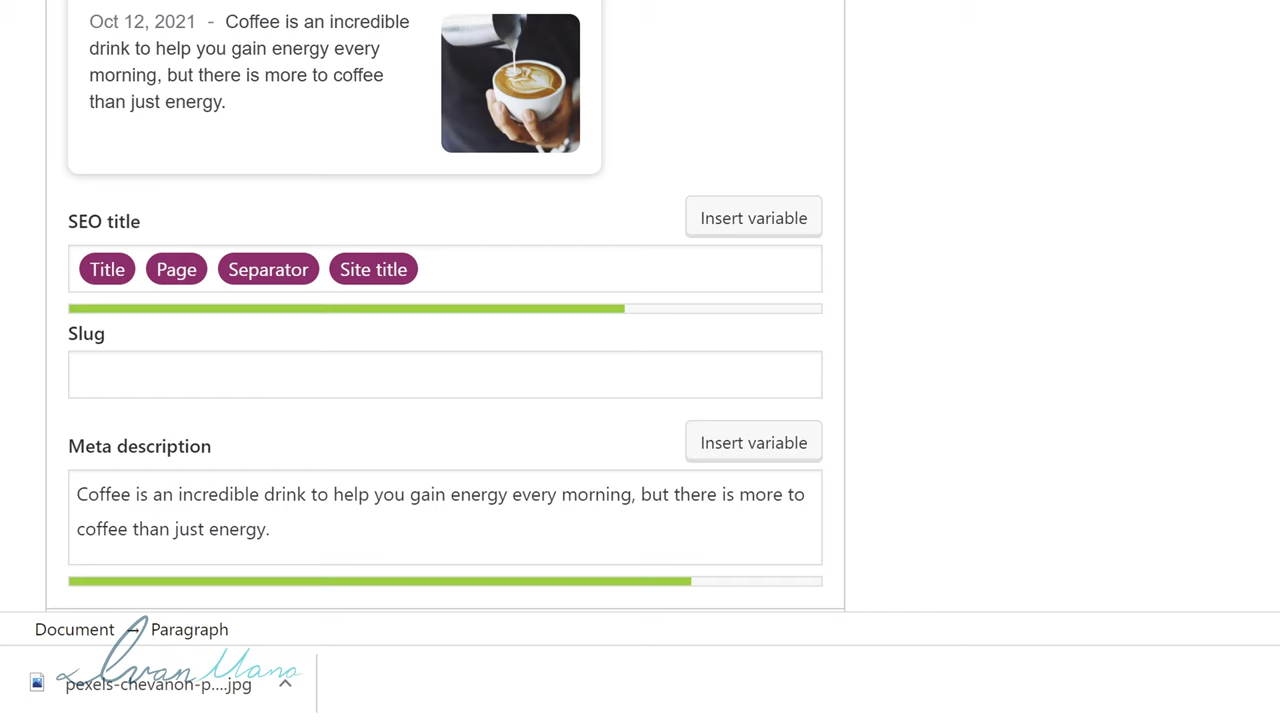 Oct 12, 2021 - Coffee is an incredible
drink to help you gain energy every
morning, but there is more to coffee
than just energy.
SEO title
Insert variable
Title Page Separator Site title
Slug
Meta description
Insert variable
Coffee is an incredible drink to help you gain energy every morning, but there is more to
coffee than just energy.
Document → Paragraph
Ivan Mana
pexels-chevanon-p....jpg